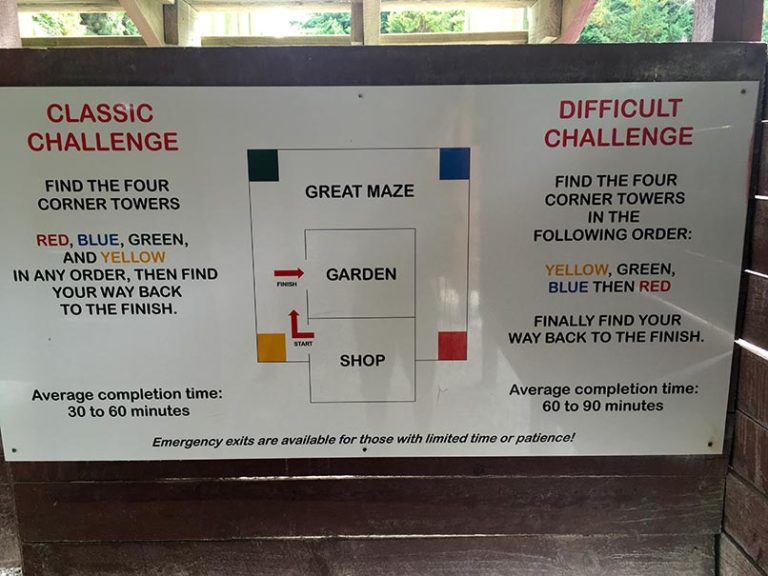 CLASSIC
CHALLENGE
FIND THE FOUR
CORNER TOWERS
RED, BLUE, GREEN,
AND YELLOW
IN ANY ORDER, THEN FIND
YOUR WAY BACK
TO THE FINISH.
Average completion time:
30 to 60 minutes
GREAT MAZE
GARDEN
FINISH
START
SHOP
DIFFICULT
CHALLENGE
FIND THE FOUR
CORNER TOWERS
IN THE
FOLLOWING ORDER:
YELLOW, GREEN,
BLUE THEN RED
FINALLY FIND YOUR
WAY BACK TO THE FINISH.
Average completion time:
60 to 90 minutes
Emergency exits are available for those with limited time or patience!